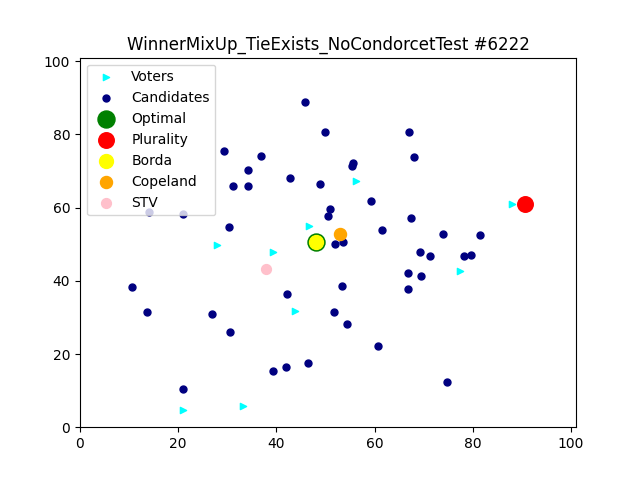 WinnerMixUp_TieExists_NoCondorcetTest #6222
100
80
60
40
20
0
Voters
Candidates
Optimal
Plurality
Borda
Copeland
STV
0 20 40 60 80 100